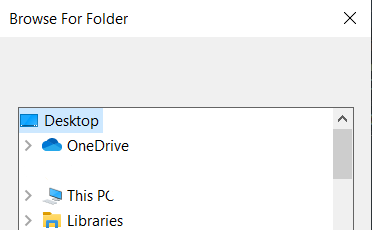 Browse For Folder
Desktop
OneDrive
This PC
Libraries